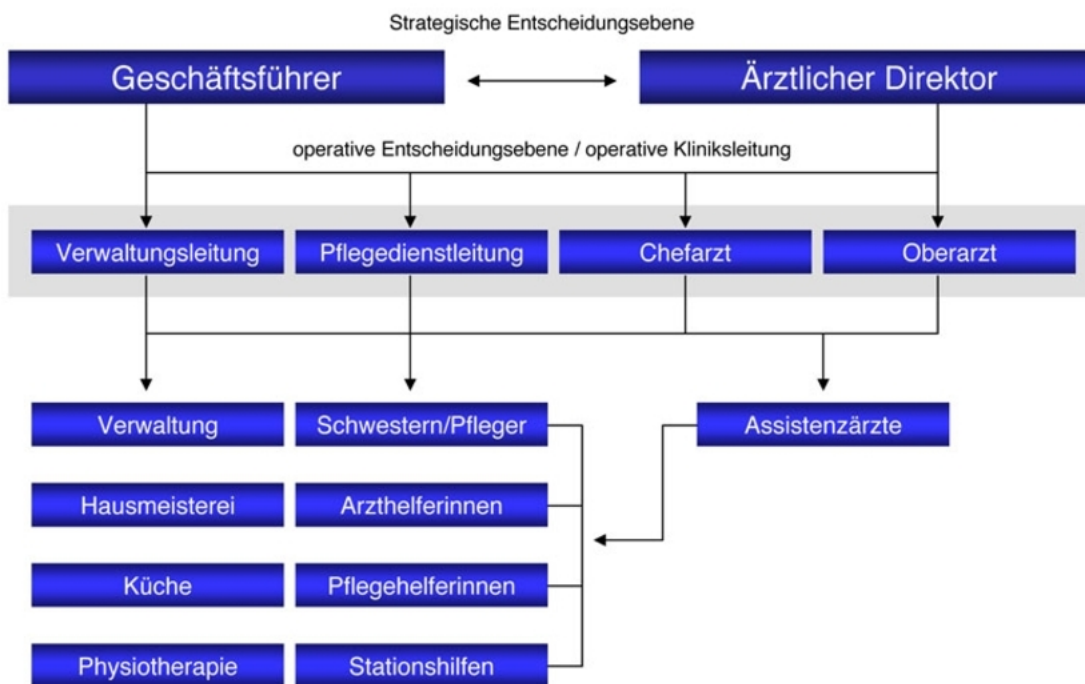 Strategische Entscheidungsebene
Geschäftsführer
Ärztlicher Direktor
operative Entscheidungsebene / operative Kliniksleitung
Verwaltungsleitung
Pflegedienstleitung
Chefarzt
Oberarzt
Verwaltung
Schwestern/Pfleger
Assistenzärzte
Hausmeisterei
Arzthelferinnen
Küche
Pflegehelferinnen
Physiotherapie
Stationshilfen